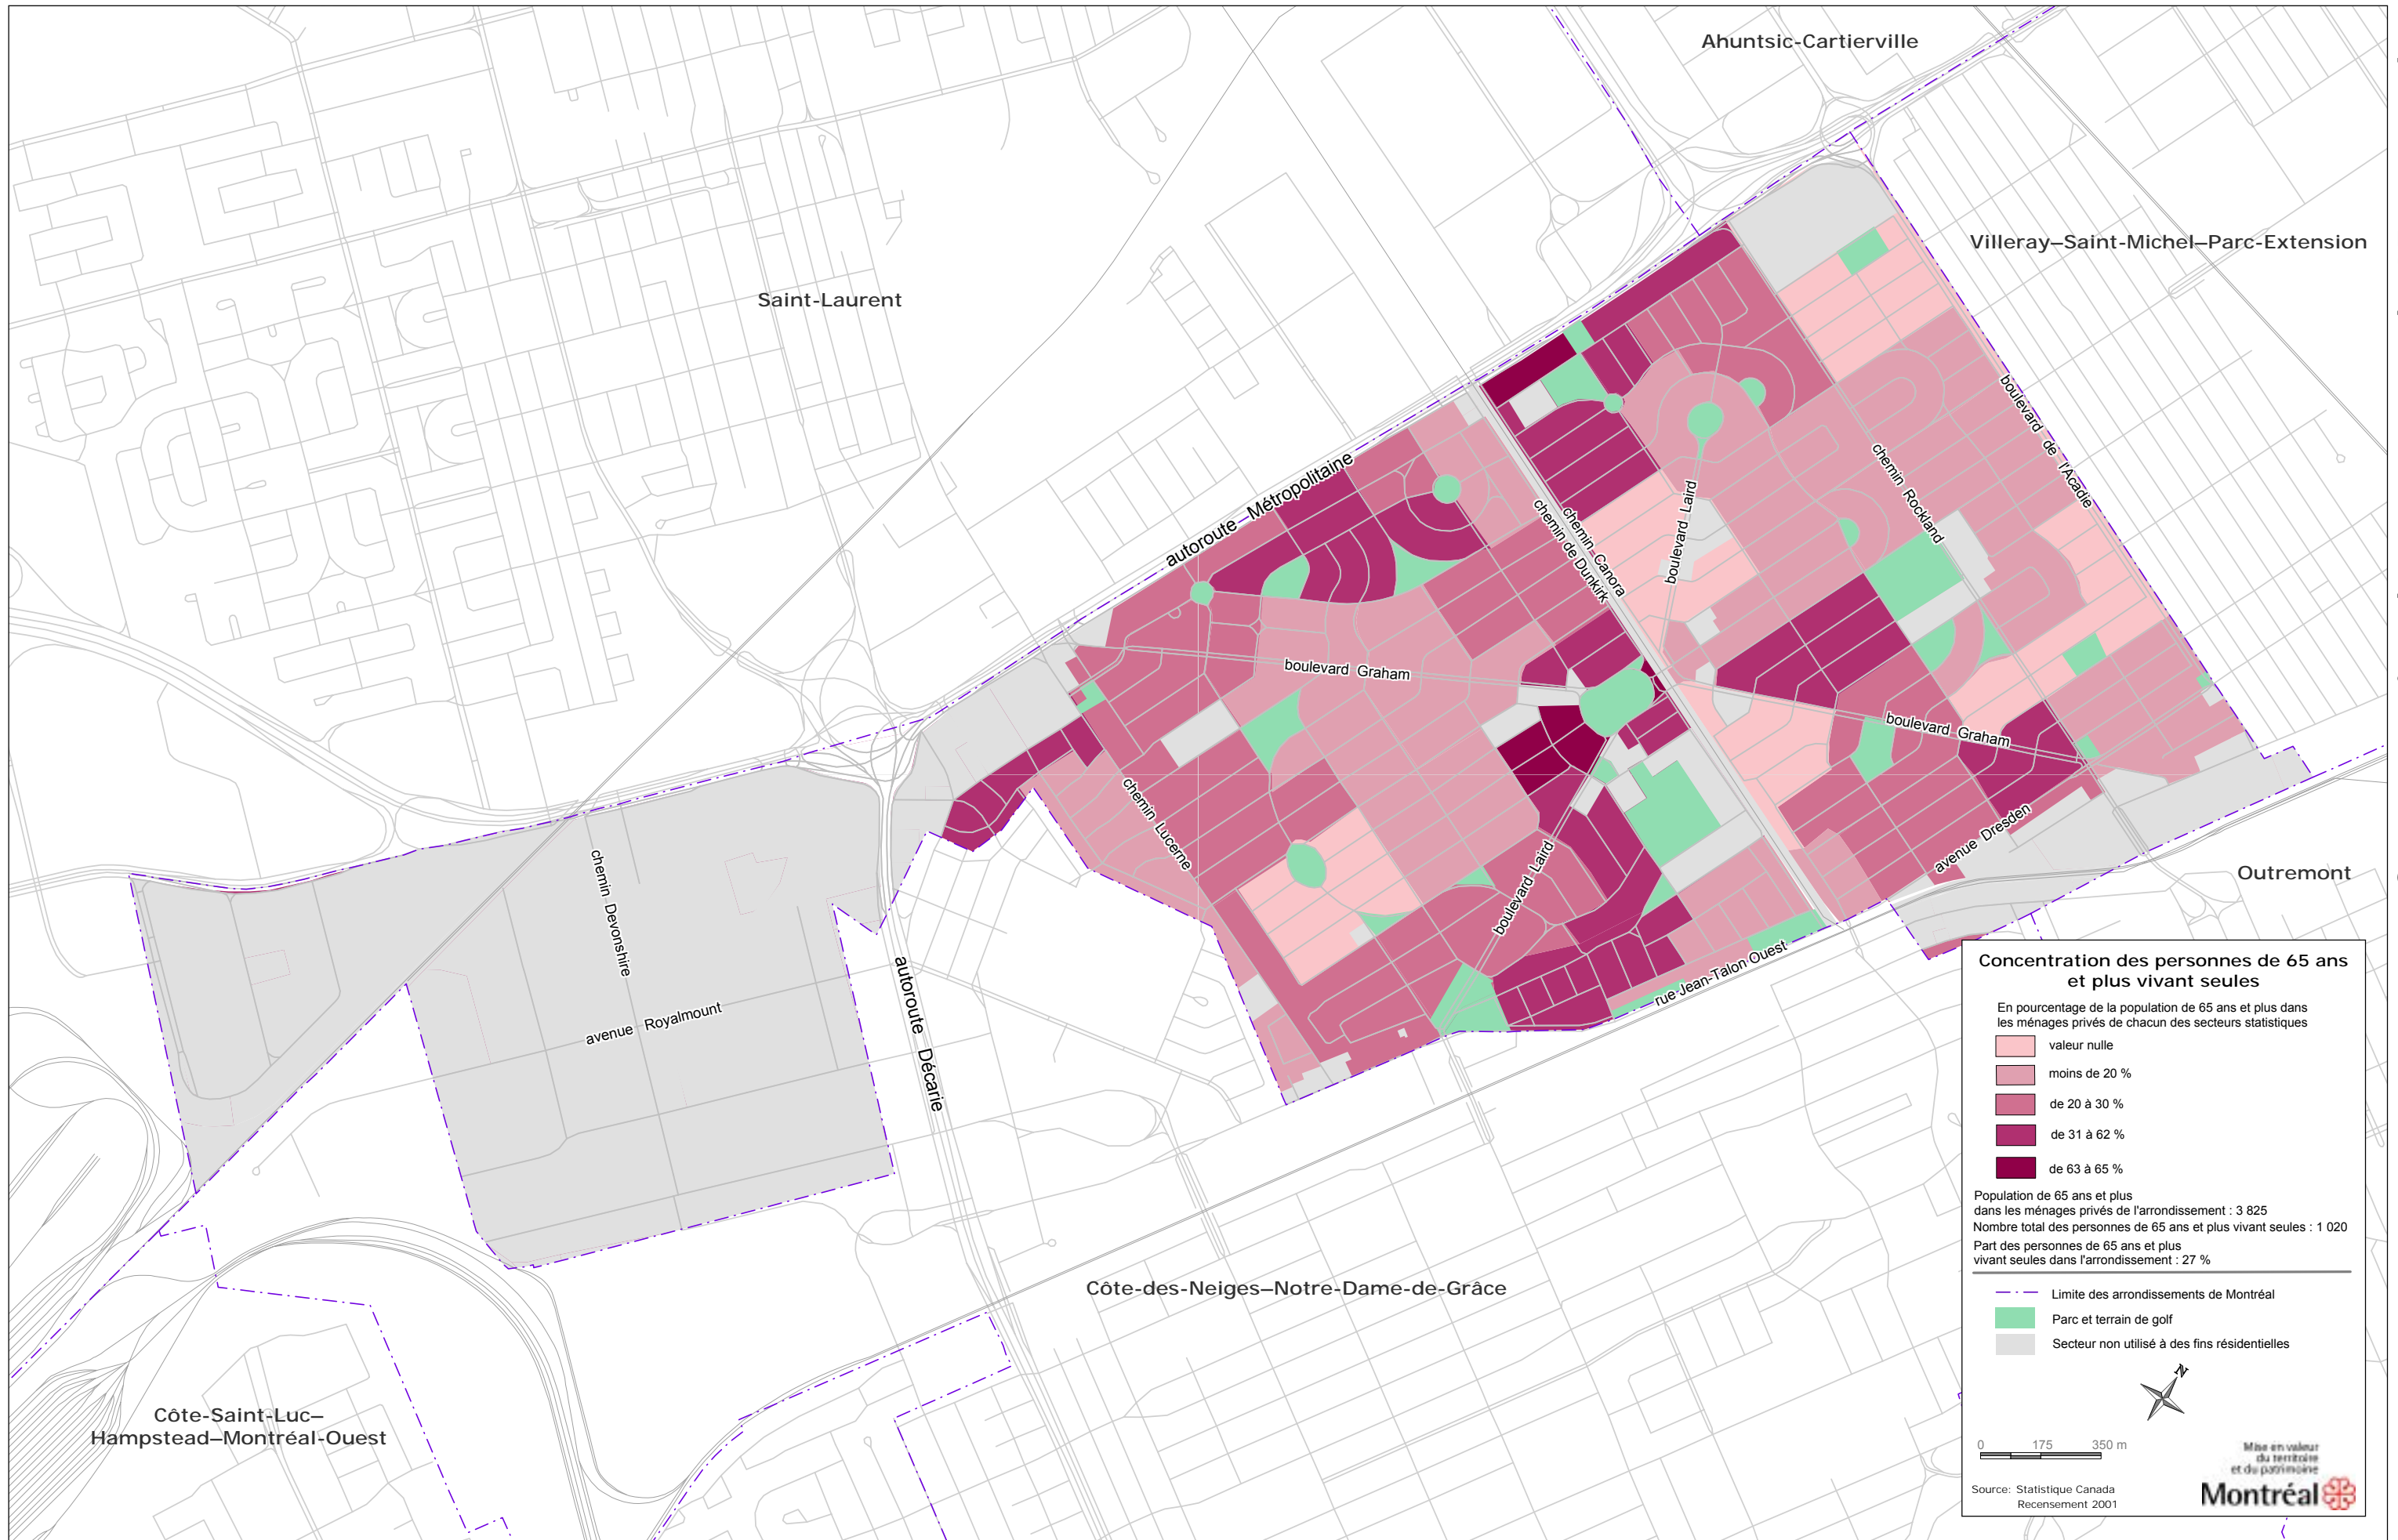 Ahuntsic-Cartierville
Villeray–Saint-Michel–Parc-Extension
Saint-Laurent
boulevard de l'Acadie
chemin Rockland
autoroute Métropolitaine
boulevard Laird
chemin Canora
chemin de Dunkirk
boulevard Graham
boulevard Graham
chemin Lucerne
avenue Dresden
boulevard Laird
Outremont
chemin Devonshire
rue Jean-Talon Ouest
avenue Royalmount
autoroute Décarie
Côte-des-Neiges–Notre-Dame-de-Grâce
Côte-Saint-Luc–
Hampstead–Montréal-Ouest
Concentration des personnes de 65 ans
et plus vivant seules
En pourcentage de la population de 65 ans et plus dans
les ménages privés de chacun des secteurs statistiques
valeur nulle
moins de 20 %
de 20 à 30 %
de 31 à 62 %
de 63 à 65 %
Population de 65 ans et plus
dans les ménages privés de l'arrondissement : 3 825
Nombre total des personnes de 65 ans et plus vivant seules : 1 020
Part des personnes de 65 ans et plus
vivant seules dans l'arrondissement : 27 %
Limite des arrondissements de Montréal
Parc et terrain de golf
Secteur non utilisé à des fins résidentielles
N
0 175 350 m
Mise en valeur
du territoire
et du patrimoine
Montréal
Source: Statistique Canada
Recensement 2001